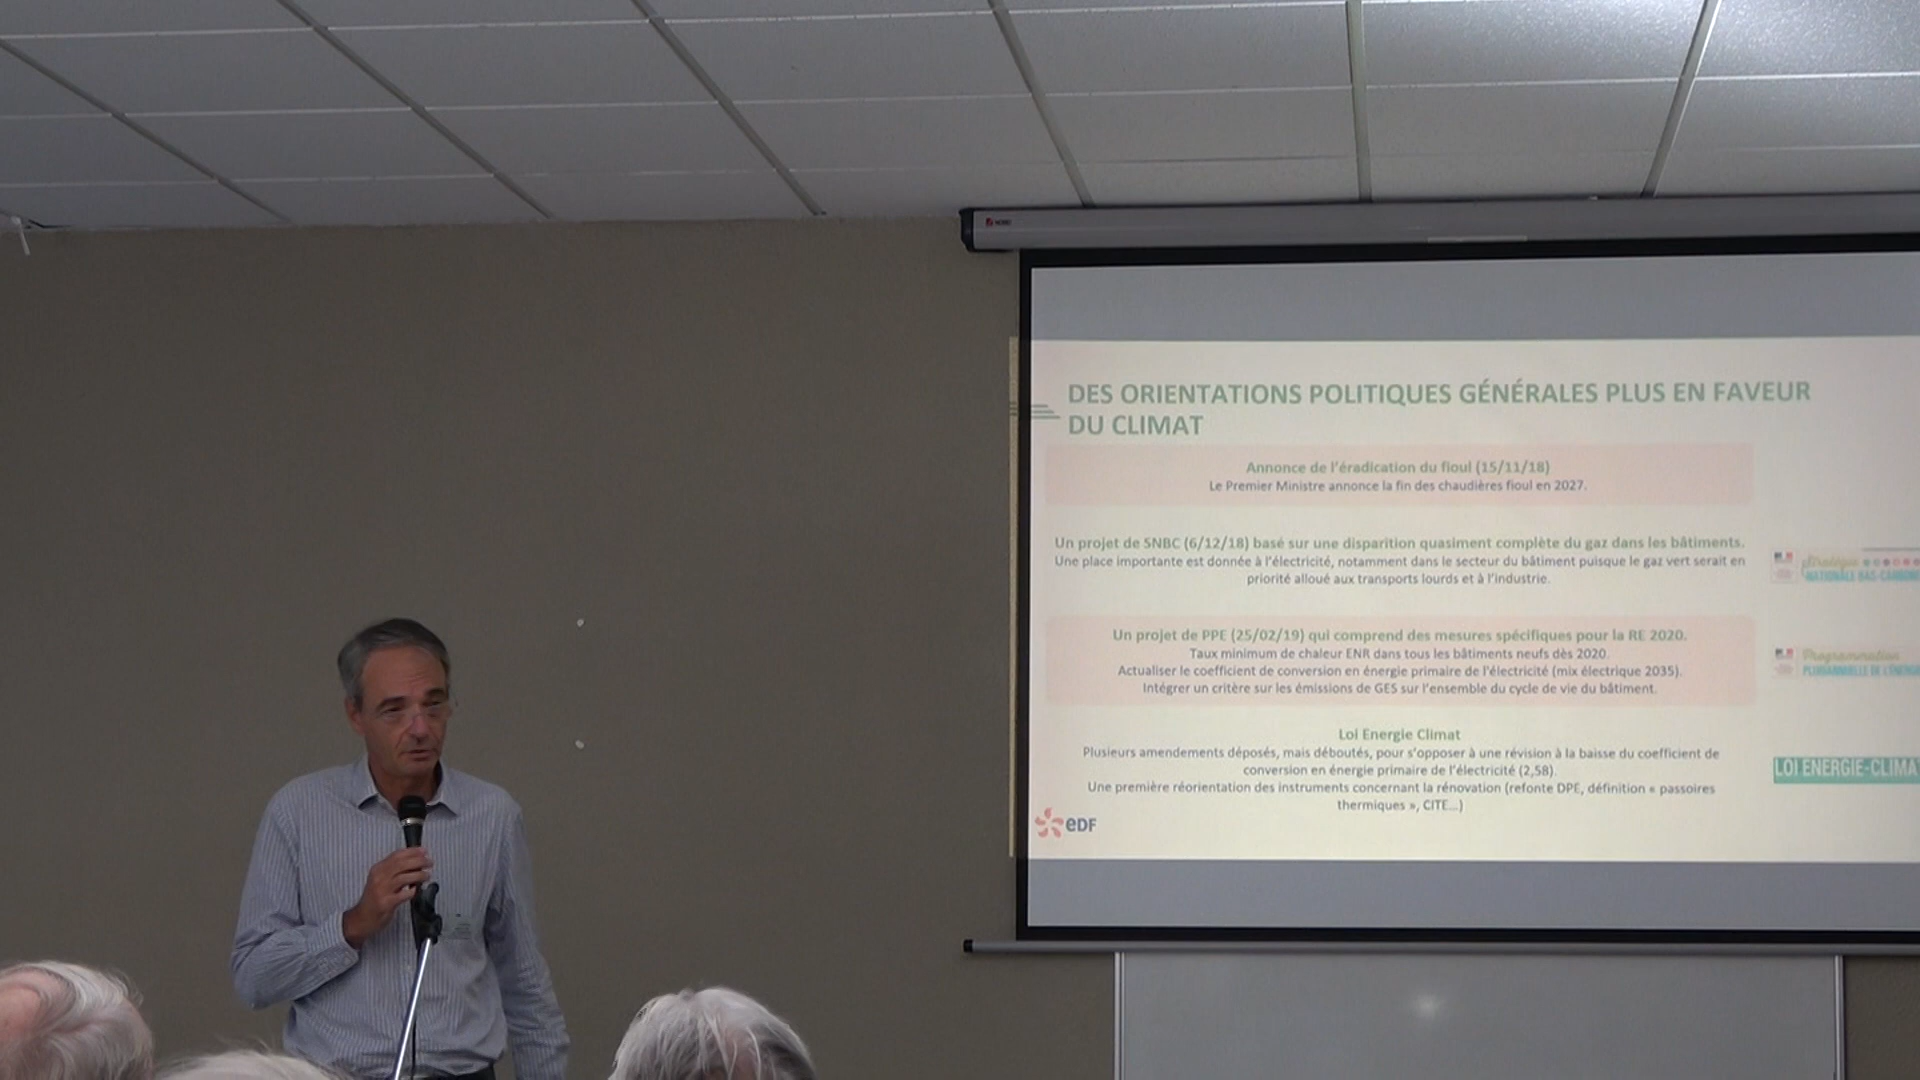 DES ORIENTATIONS POLITIQUES GÉNÉRALES PLUS EN FAVEUR
DU CLIMAT
Annonce de l'éradication du fioul (15/11/18)
Le Premier Ministre annonce la fin des chaudières fioul en 2027.
Un projet de SNBC (6/12/18) basé sur une disparition quasiment complète du gaz dans les bâtiments.
Une place importante est donnée à l'électricité, notamment dans le secteur du bâtiment puisque le gaz vert serait en
priorité alloué aux transports lourds et à l'industrie.
Stratégie
NATIONALE BAS-CARBONE
Un projet de PPE (25/02/19) qui comprend des mesures spécifiques pour la RE 2020.
Taux minimum de chaleur ENR dans tous les bâtiments neufs dès 2020.
Actualiser le coefficient de conversion en énergie primaire de l'électricité (mix électrique 2035).
Intégrer un critère sur les émissions de GES sur l'ensemble du cycle de vie du bâtiment.
Programmation
PLURIANNUELLE DE L'ÉNERGIE
Loi Energie Climat
Plusieurs amendements déposés, mais déboutés, pour s'opposer à une révision à la baisse du coefficient de
conversion en énergie primaire de l'électricité (2,58).
Une première réorientation des instruments concernant la rénovation (refonte DPE, définition « passoires
thermiques », CITE...)
LOI ENERGIE-CLIMA
eDF